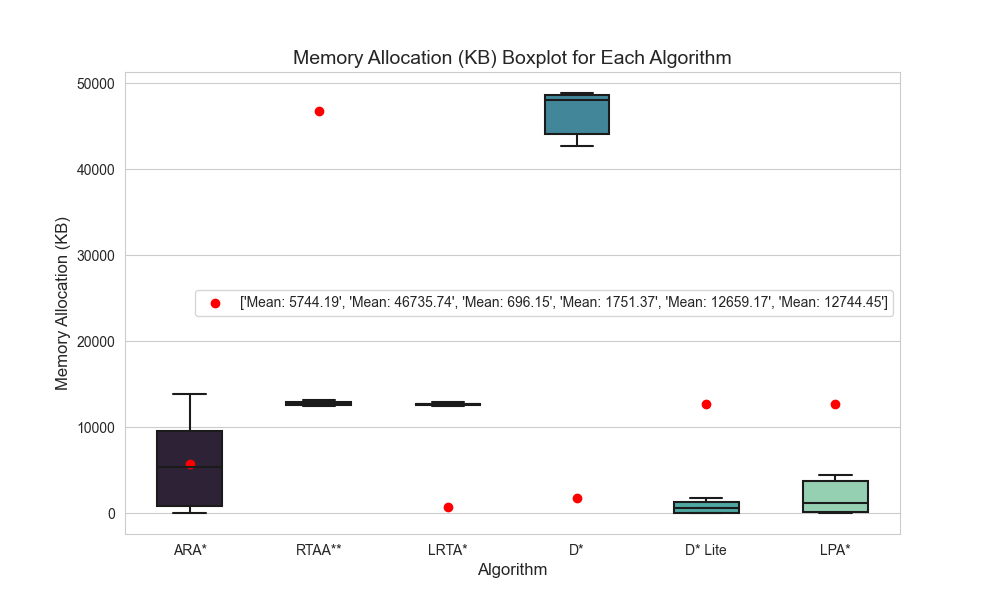 Memory Allocation (KB) Boxplot for Each Algorithm
Memory Allocation (KB)
50000
40000
30000
20000
10000
0
['Mean: 5744.19', 'Mean: 46735.74', 'Mean: 696.15', 'Mean: 1751.37', 'Mean: 12659.17', 'Mean: 12744.45']
ARA* RTAA** LRTA* D* D* Lite LPA*
Algorithm